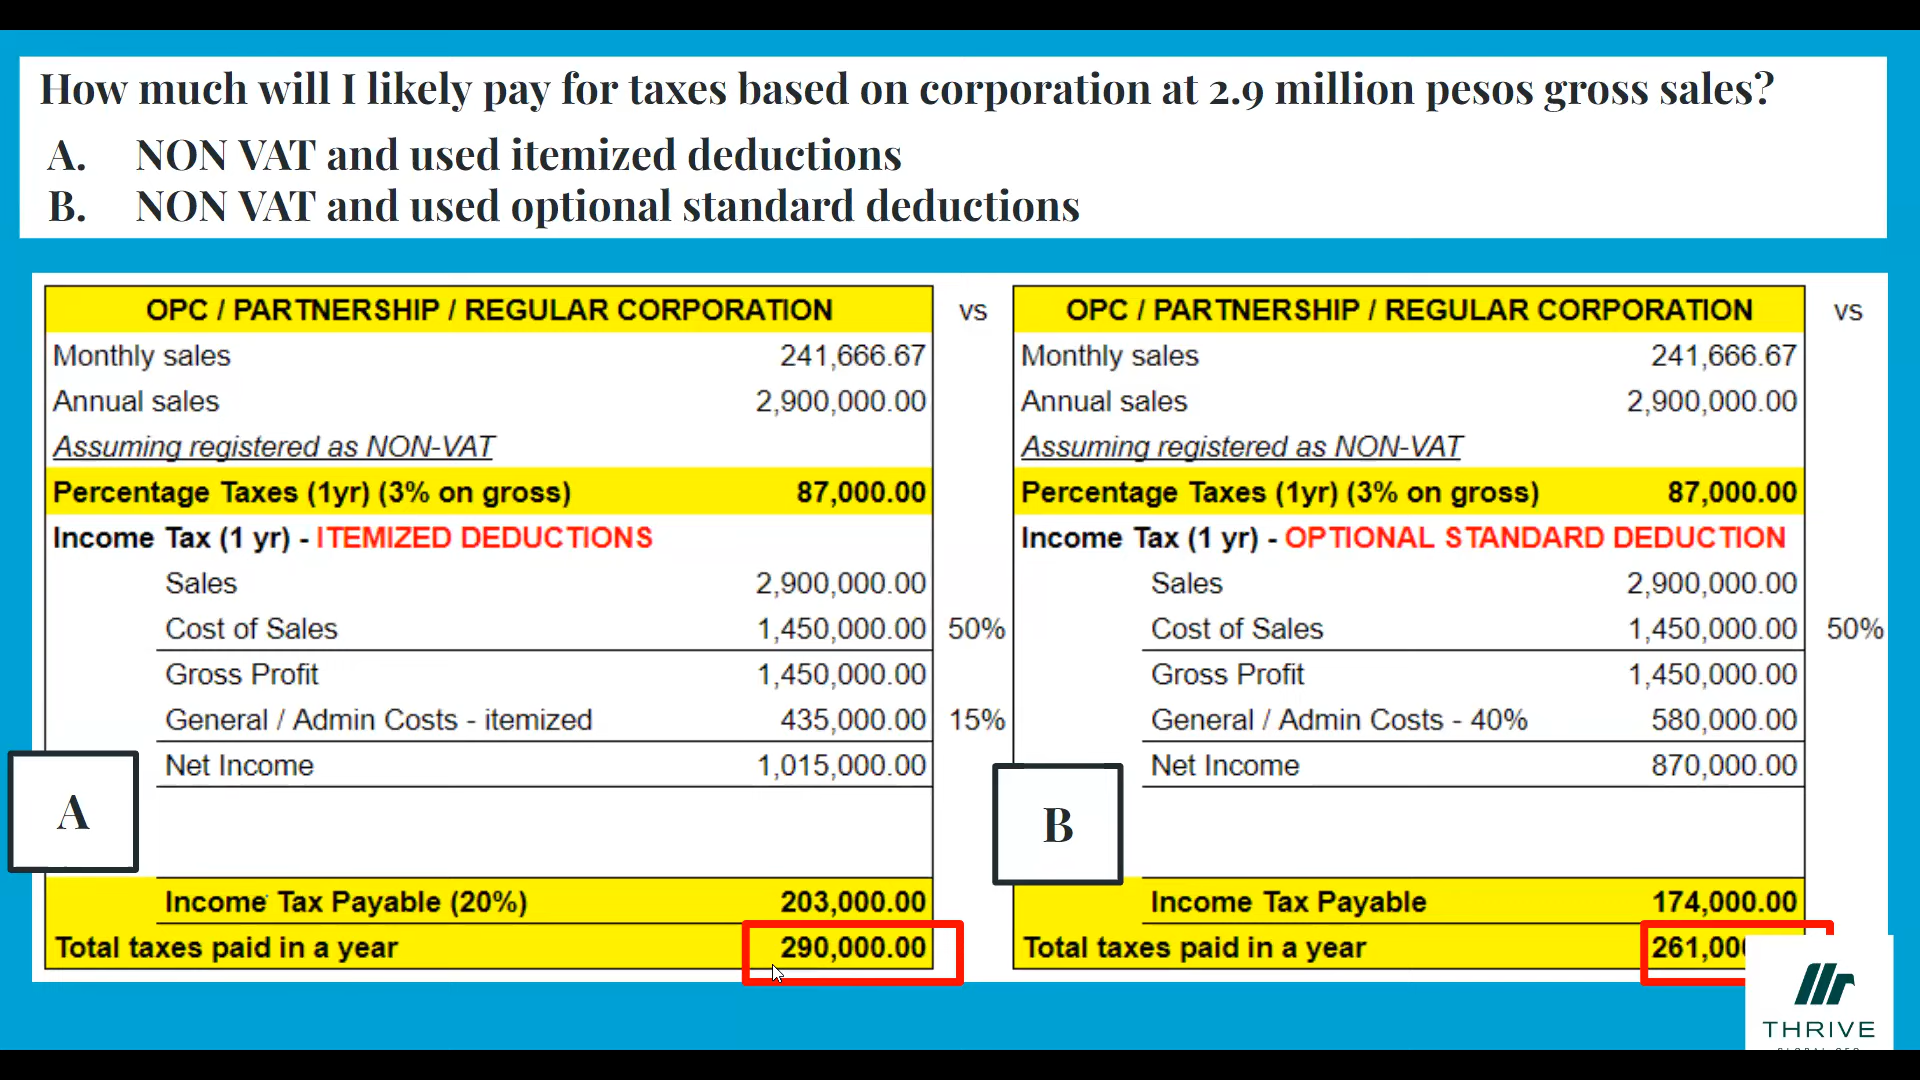 How much will I likely pay for taxes based on corporation at 2.9 million pesos gross sales?
A. NON VAT and used itemized deductions
B. NON VAT and used optional standard deductions
OPC / PARTNERSHIP / REGULAR CORPORATION vs
Monthly sales 241,666.67
Annual sales 2,900,000.00
Assuming registered as NON-VAT
Percentage Taxes (1yr) (3% on gross) 87,000.00
Income Tax (1 yr) - ITEMIZED DEDUCTIONS
Sales 2,900,000.00
Cost of Sales 1,450,000.00 50%
Gross Profit 1,450,000.00
General / Admin Costs - itemized 435,000.00 15%
Net Income 1,015,000.00
A
Income Tax Payable (20%) 203,000.00
Total taxes paid in a year 290,000.00
OPC / PARTNERSHIP / REGULAR CORPORATION vs
Monthly sales 241,666.67
Annual sales 2,900,000.00
Assuming registered as NON-VAT
Percentage Taxes (1yr) (3% on gross) 87,000.00
Income Tax (1 yr) - OPTIONAL STANDARD DEDUCTION
Sales 2,900,000.00
Cost of Sales 1,450,000.00 50%
Gross Profit 1,450,000.00
General / Admin Costs - 40% 580,000.00
Net Income 870,000.00
B
Income Tax Payable 174,000.00
Total taxes paid in a year 261,00
THRIVE